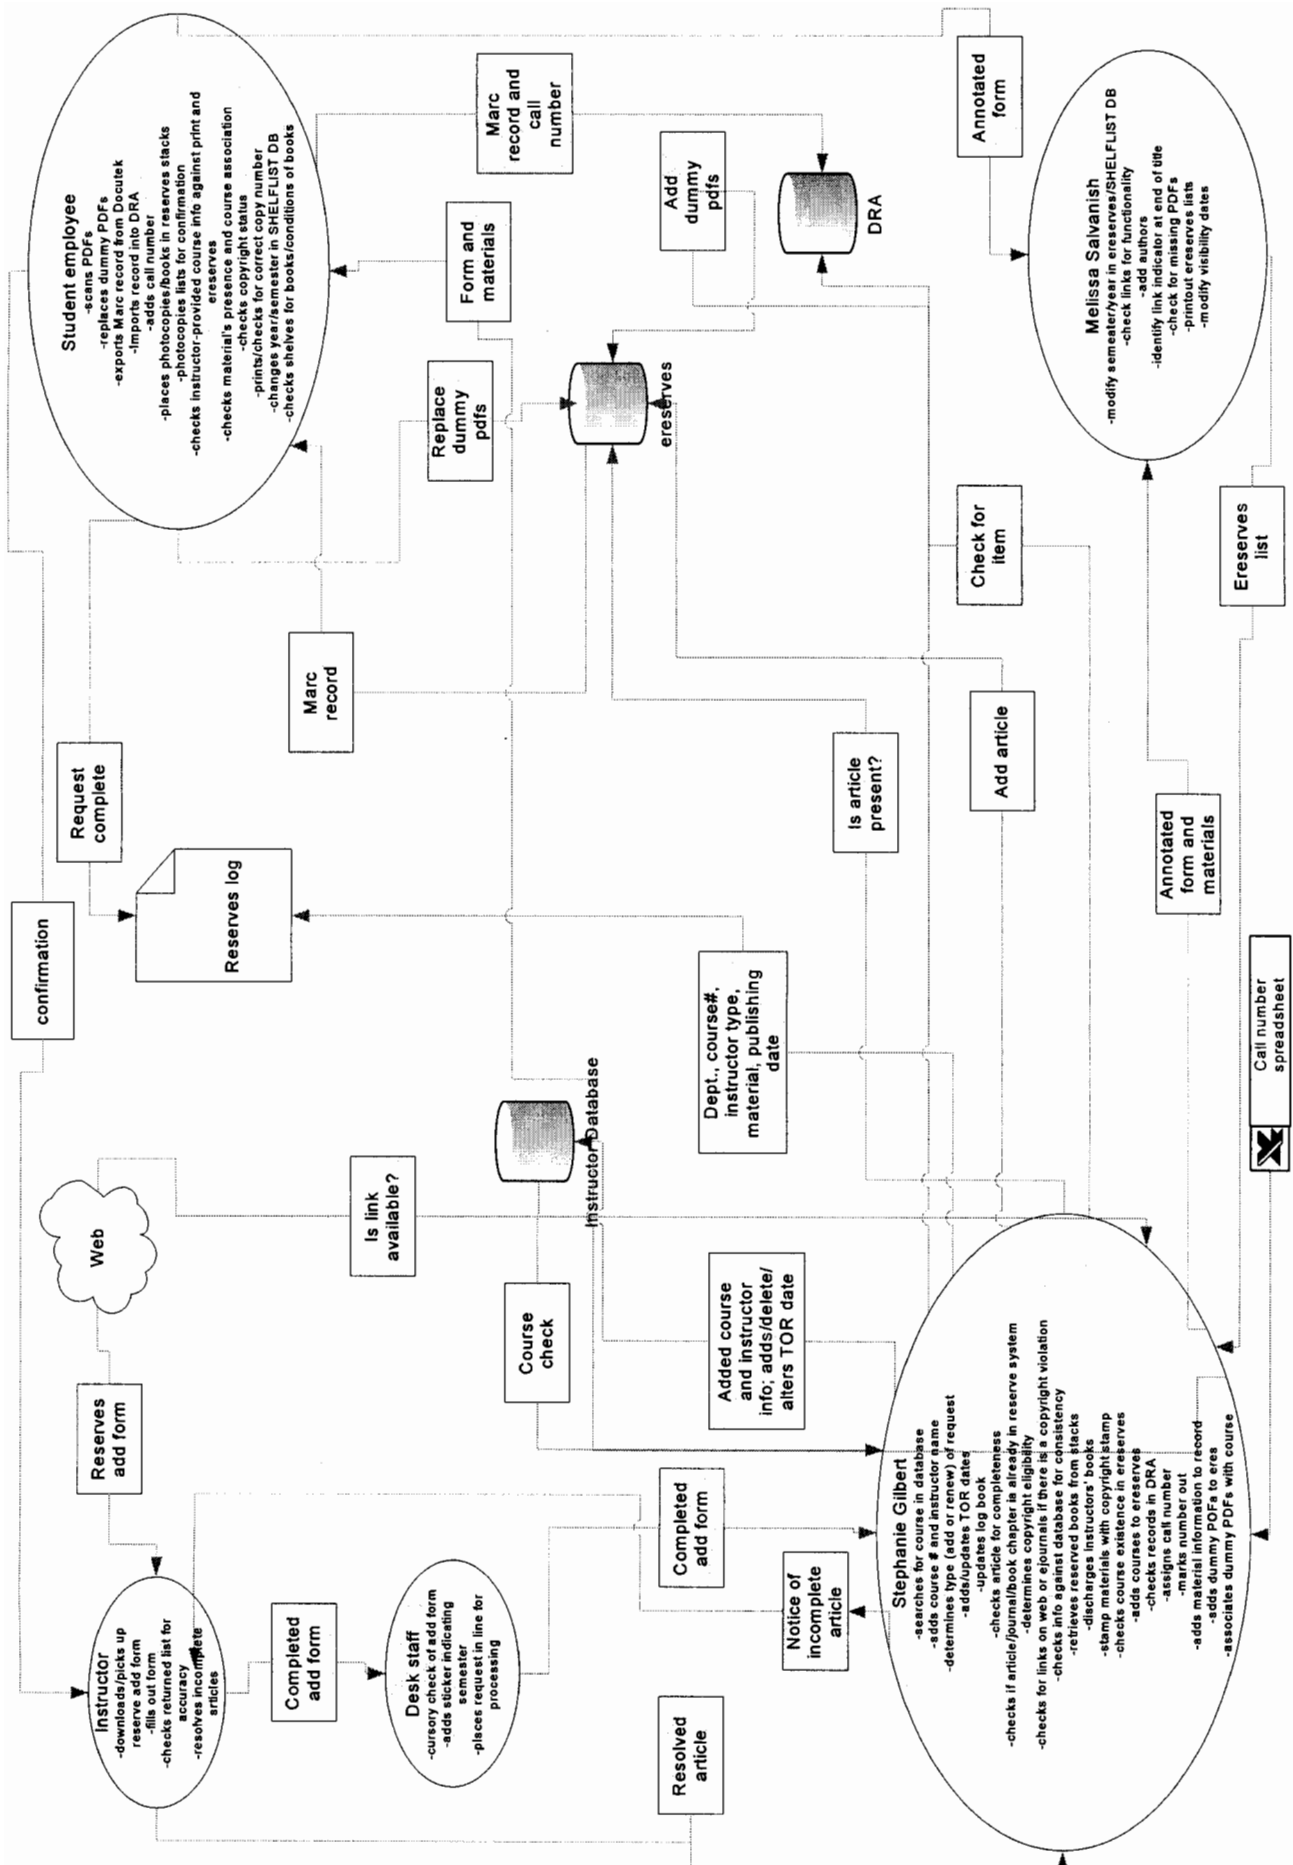 Instructor
-downloads/picks up
reserve add form
-fills out form
-checks returned list for
accuracy
-resolves incomplete
articles
Reserves
add form
Web
confirmation
Request
complete
Reserves log
Student employee
-scans PDFs
-replaces dummy PDFs
-exports Marc record from Docutek
-Imports record into DRA
-adds call number
-places photocopies/books in reserves stacks
-photocopies lists for confirmation
-checks instructor-provided course info against print and
ereserves
-checks material's presence and course association
-checks copyright status
-prints/checks for correct copy number
-changes year/semester in SHELFLIST DB
-checks shelves for books/conditions of books
Completed
add form
Desk staff
-cursory check of add form
-adds sticker indicating
semester
-places request in line for
processing
Is link
available?
Marc
record
Course
check
Instructor Database
Replace
dummy
pdfs
Form and
materials
Marc
record and
call
number
Resolved
article
Completed
add form
Notice of
incomplete
article
Added course
and instructor
info; adds/delete/
alters TOR date
Dept., course#,
instructor type,
material, publishing
date
ereserves
Add
dummy
pdfs
DRA
Stephanie Gilbert
-searches for course in database
-adds course # and instructor name
-determines type (add or renew) of request
-adds/updates TOR dates
-updates log book
-checks article for completeness
-checks if article/journal/book chapter is already in reserve system
-determines copyright eligibility
-checks for links on web or ejournals if there is a copyright violation
-checks info against database for consistency
-retrieves reserved books from stacks
-discharges instructors' books
-stamp materials with copyright stamp
-checks course existence in ereserves
-adds courses to ereserves
-checks records in DRA
-assigns call number
-marks number out
-adds material information to record
-adds dummy PDFa to eres
-associates dummy PDFs with course
Is article
present?
Add article
Check for
item
Annotated
form
Annotated
form and
materials
Melissa Salvanish
-modify semeater/year in ereserves/SHELFLIST DB
-check links for functionality
-add authors
-identify link indicator at end of title
-check for missing PDFs
-printout ereserves lists
-modify visibility dates
Ereserves
list
Call number
spreadsheet